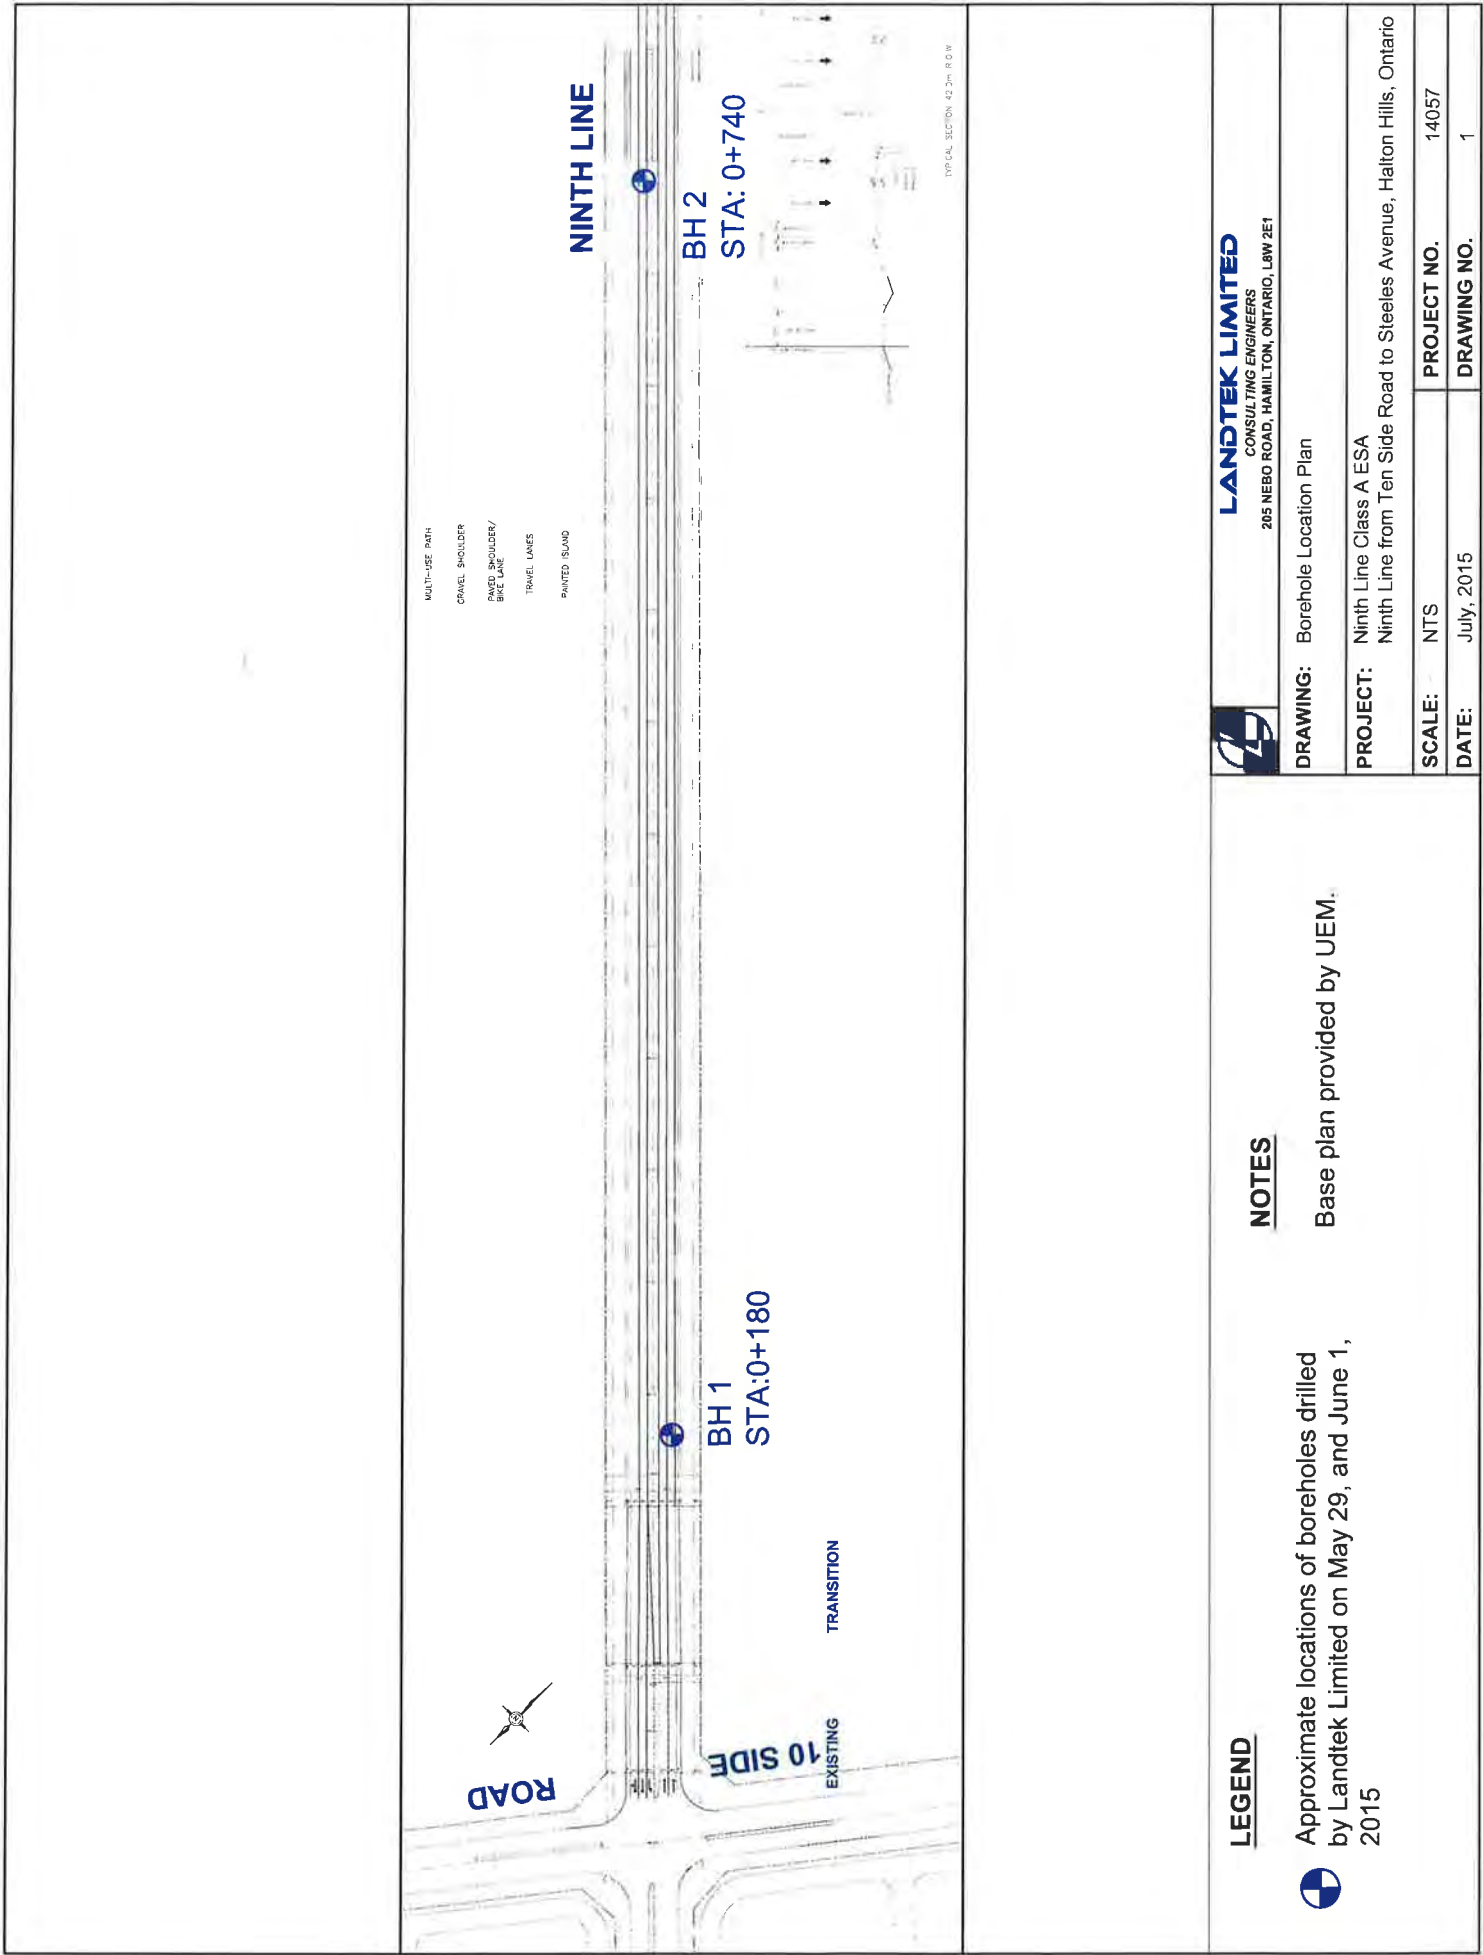 MULTI-USE PATH
GRAVEL SHOULDER
PAVED SHOULDER/
BIKE LANE
TRAVEL LANES
PAINTED ISLAND
NINTH LINE
ROAD
10 SIDE
EXISTING
TRANSITION
BH 1
STA:0+180
BH 2
STA: 0+740
TYPICAL SECTION 42.0m R.O.W
LEGEND
Approximate locations of boreholes drilled
by Landtek Limited on May 29, and June 1,
2015
NOTES
Base plan provided by UEM.
LANDTEK LIMITED
CONSULTING ENGINEERS
205 NEBO ROAD, HAMILTON, ONTARIO, L8W 2E1
DRAWING: Borehole Location Plan
PROJECT: Ninth Line Class A ESA
Ninth Line from Ten Side Road to Steeles Avenue, Halton Hills, Ontario
SCALE: NTS PROJECT NO. 14057
DATE: July, 2015 DRAWING NO. 1